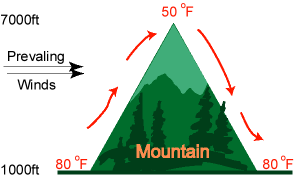 7000ft
50 °F
Prevaling
Winds
Mountain
80 °F
80 °F
1000ft